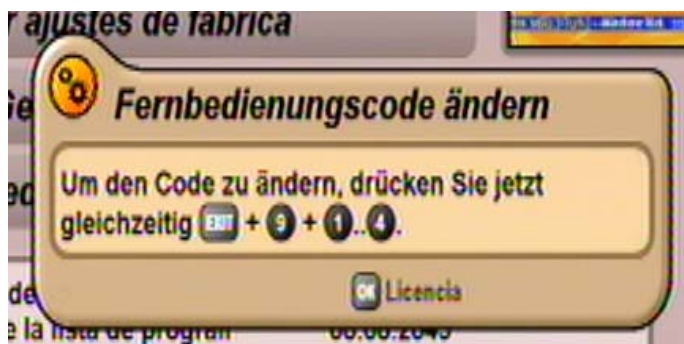 ajustes de fabrica
Fernbedienungscode ändern
Um den Code zu ändern, drücken Sie jetzt
gleichzeitig EXIT + 9 + 1..4.
OK Licencia
de
la lista de